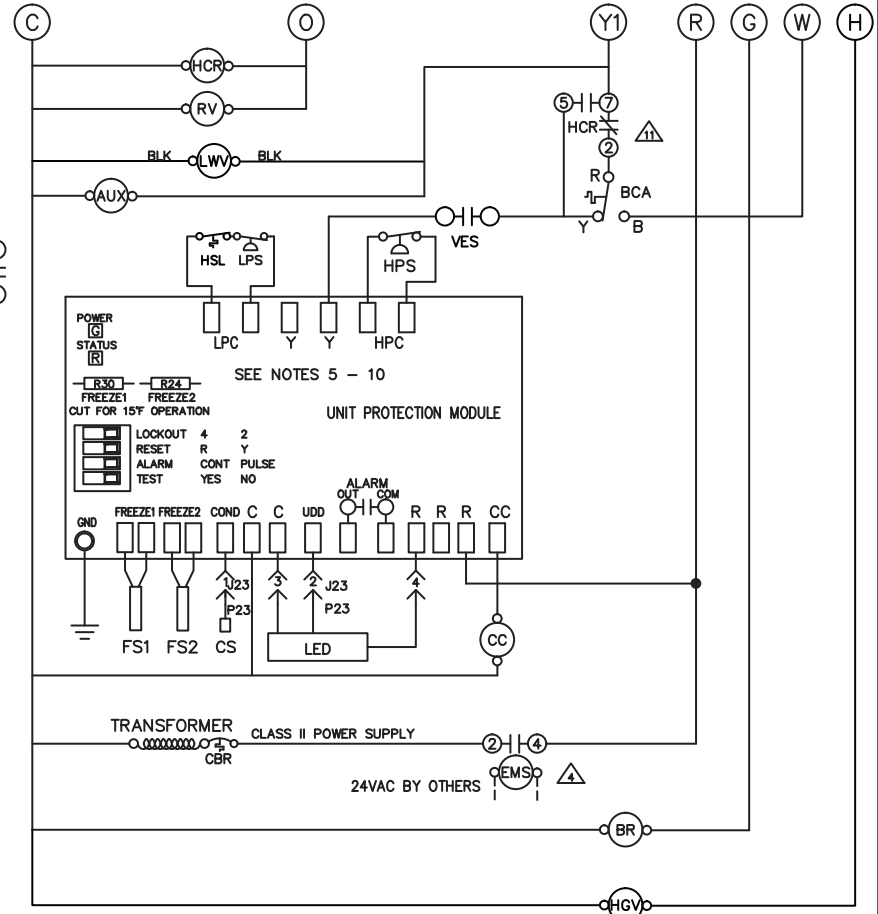 C O Y1 R G W H
HCR
RV
5 7
HCR 11
2
BLK LWV BLK
R
AUX
BCA
Y B
VES
HSL LPS
HPS
LPC Y Y HPC
POWER
G
STATUS
R
SEE NOTES 5 - 10
R30 R24
FREEZE1 FREEZE2
CUT FOR 15°F OPERATION
UNIT PROTECTION MODULE
LOCKOUT 4 2
RESET R Y
ALARM CONT PULSE
TEST YES NO
ALARM
OUT COM
GND
FREEZE1 FREEZE2 COND C C UDD R R R CC
1 J23 3 2 J23 4
P23 P23
FS1 FS2 CS LED CC
TRANSFORMER
CLASS II POWER SUPPLY
2 4
CBR
24VAC BY OTHERS EMS 4
BR
HGV